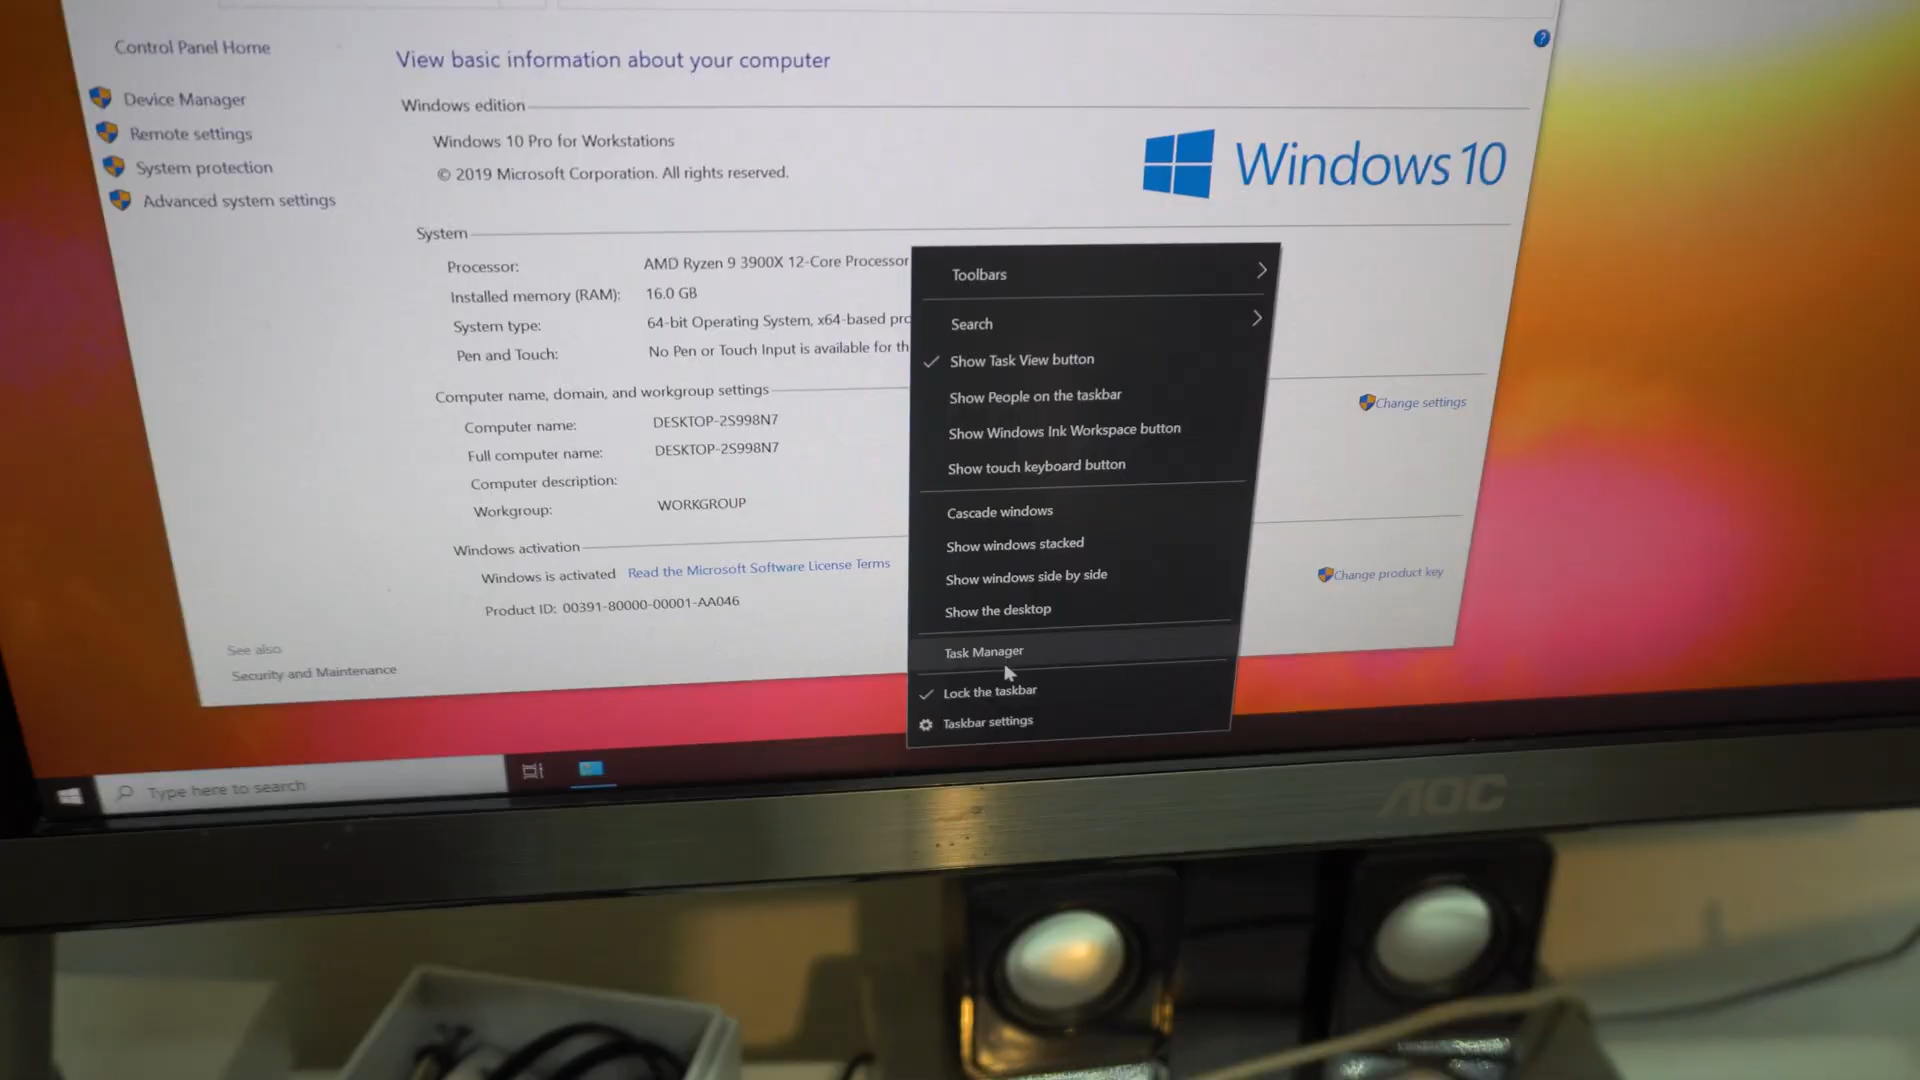 Control Panel Home
Device Manager
Remote settings
System protection
Advanced system settings
See also
Security and Maintenance
View basic information about your computer
Windows edition
Windows 10 Pro for Workstations
© 2019 Microsoft Corporation. All rights reserved.
Windows 10
System
Processor: AMD Ryzen 9 3900X 12-Core Processor
Installed memory (RAM): 16.0 GB
System type: 64-bit Operating System, x64-based pro
Pen and Touch: No Pen or Touch Input is available for th
Computer name, domain, and workgroup settings
Computer name: DESKTOP-2S998N7
Change settings
Full computer name: DESKTOP-2S998N7
Computer description:
Workgroup: WORKGROUP
Windows activation
Windows is activated Read the Microsoft Software License Terms
Product ID: 00391-80000-00001-AA046
Change product key
Toolbars
Search
Show Task View button
Show People on the taskbar
Show Windows Ink Workspace button
Show touch keyboard button
Cascade windows
Show windows stacked
Show windows side by side
Show the desktop
Task Manager
Lock the taskbar
Taskbar settings
Type here to search
AOC